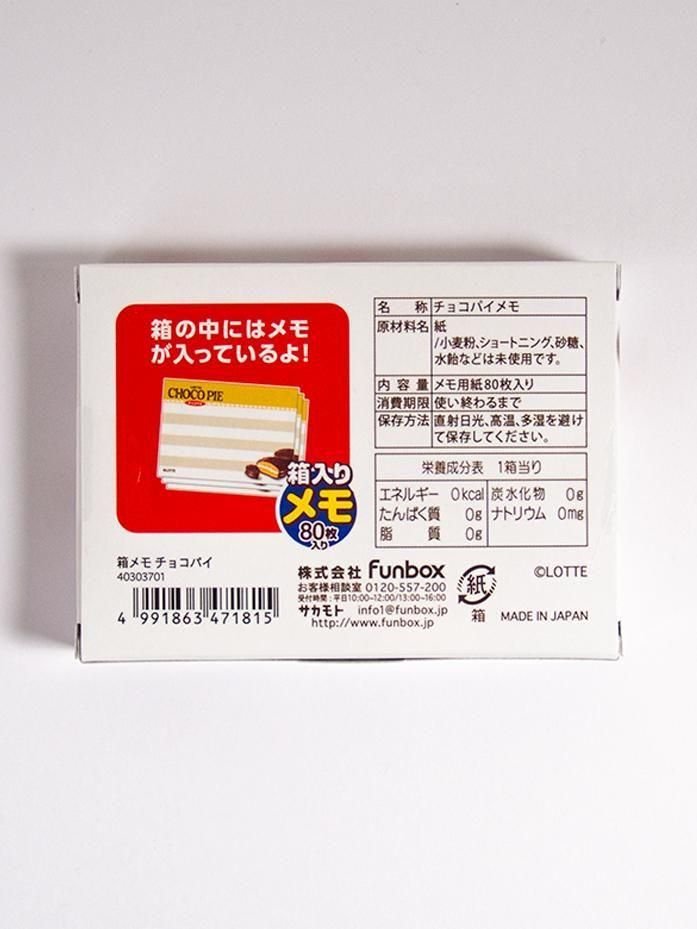 箱の中にはメモ
が入っているよ!
CHOCO PIE
LOTTE
箱入り
メモ
80枚
入り
名 称 チョコパイメモ
原材料名 紙
/小麦粉、ショートニング、砂糖、
水飴などは未使用です。
内 容 量 メモ用紙80枚入り
消費期限 使い終わるまで
保存方法 直射日光、高温、多湿を避け
て保存してください。
栄養成分表 1箱当り
エネルギー 0kcal 炭水化物 0g
たんぱく質 0g ナトリウム 0mg
脂 質 0g
箱メモ チョコパイ
40303701
4 991863 471815
株式会社 funbox
お客様相談室 0120-557-200
受付時間:平日10:00~12:00/13:00~16:00
サカモト info1@funbox.jp
http://www.funbox.jp
紙
箱
©LOTTE
MADE IN JAPAN